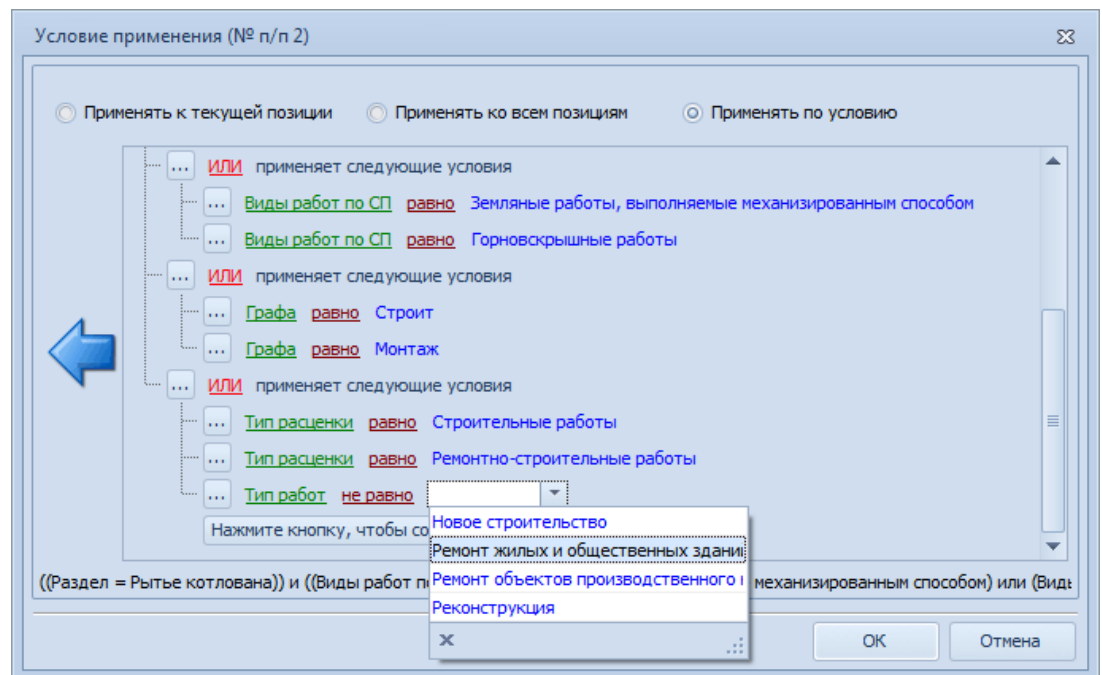 Условие применения (№ п/п 2)
Применять к текущей позиции Применять ко всем позициям Применять по условию
... ИЛИ применяет следующие условия
... Виды работ по СП равно Земляные работы, выполняемые механизированным способом
... Виды работ по СП равно Горновскрышные работы
... ИЛИ применяет следующие условия
... Графа равно Строит
... Графа равно Монтаж
... ИЛИ применяет следующие условия
... Тип расценки равно Строительные работы
... Тип расценки равно Ремонтно-строительные работы
... Тип работ не равно
Нажмите кнопку, чтобы со
Новое строительство
Ремонт жилых и общественных здани
Ремонт объектов производственного
Реконструкция
((Раздел = Рытье котлована)) и ((Виды работ п механизированным способом) или (Виды
OK Отмена